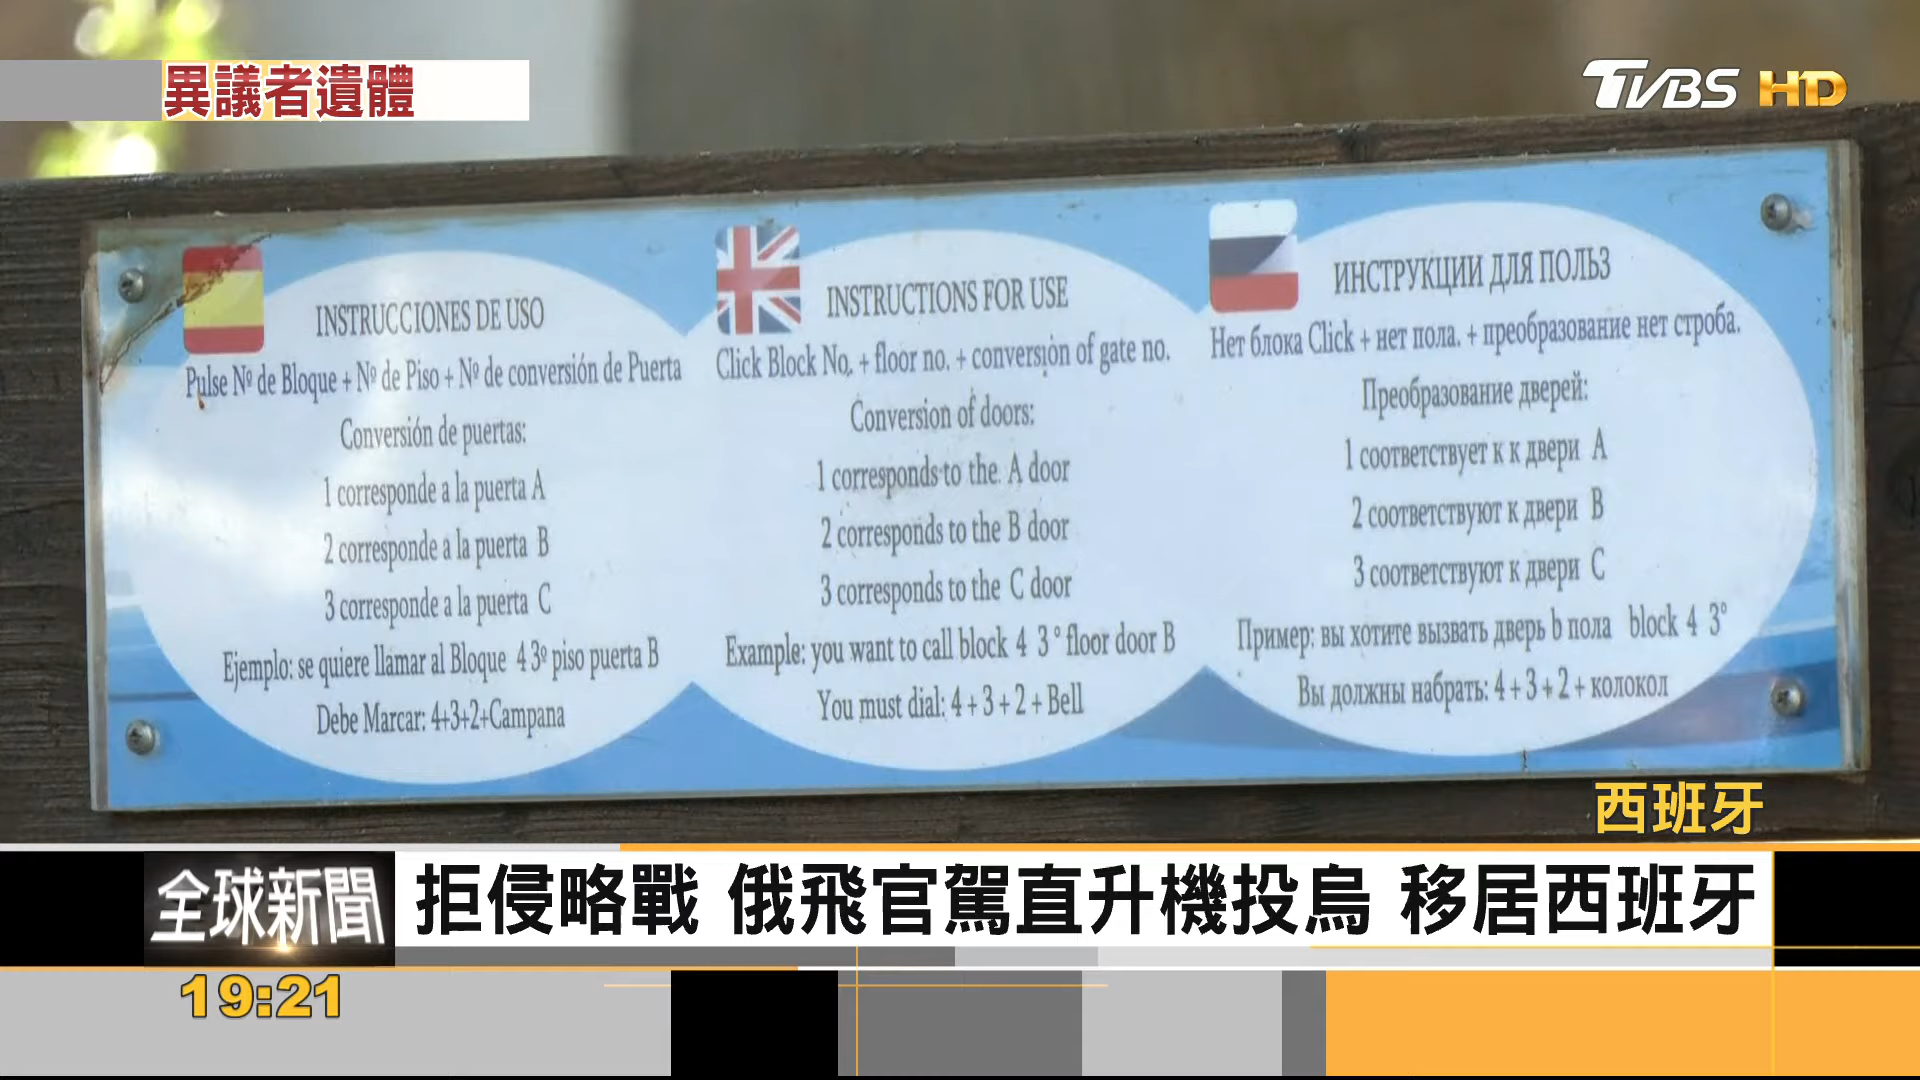 異議者遺體
TVBS HD
INSTRUCCIONES DE USO
Pulse Nº de Bloque + Nº de Piso + Nº de conversión de Puerta
Conversión de puertas:
1 corresponde a la puerta A
2 corresponde a la puerta B
3 corresponde a la puerta C
Ejemplo: se quiere llamar al Bloque 4 3º piso puerta B
Debe Marcar: 4+3+2+Campana
INSTRUCTIONS FOR USE
Click Block No. + floor no. + conversion of gate no.
Conversion of doors:
1 corresponds to the A door
2 corresponds to the B door
3 corresponds to the C door
Example: you want to call block 4 3 ° floor door B
You must dial: 4 + 3 + 2 + Bell
ИНСТРУКЦИИ ДЛЯ ПОЛЬЗ
Нет блока Click + нет пола. + преобразование нет строба.
Преобразование дверей:
1 соответствует к к двери A
2 соответствуют к двери B
3 соответствуют к двери C
Пример: вы хотите вызвать дверь b пола block 4 3°
Вы должны набрать: 4 + 3 + 2 + колокол
西班牙
全球新聞
拒侵略戰 俄飛官駕直升機投烏 移居西班牙
19:21